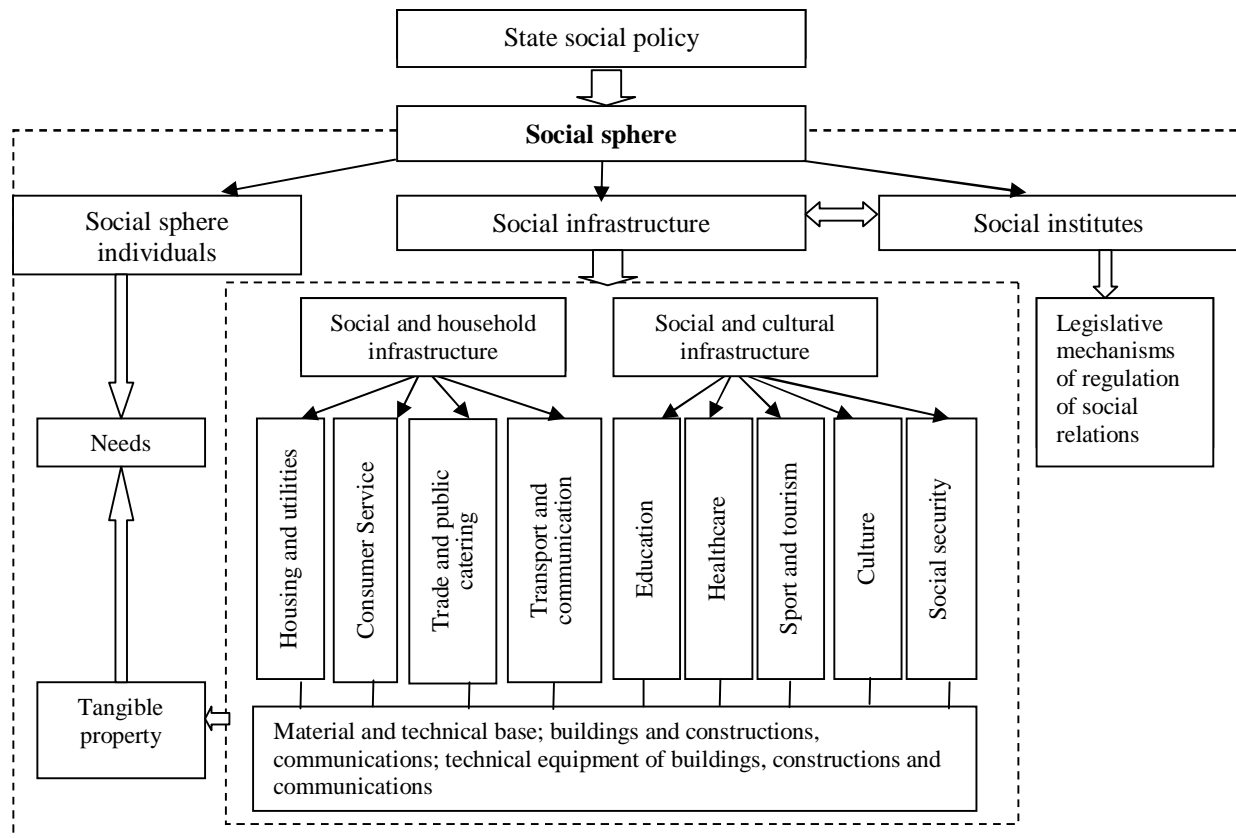 State social policy
Social sphere
Social sphere
individuals
Social infrastructure
Social institutes
Social and household
infrastructure
Social and cultural
infrastructure
Legislative
mechanisms
of regulation
of social
relations
Needs
Housing and utilities
Consumer Service
Trade and public
catering
Transport and
communication
Education
Healthcare
Sport and tourism
Culture
Social security
Tangible
property
Material and technical base; buildings and constructions,
communications; technical equipment of buildings, constructions and
communications